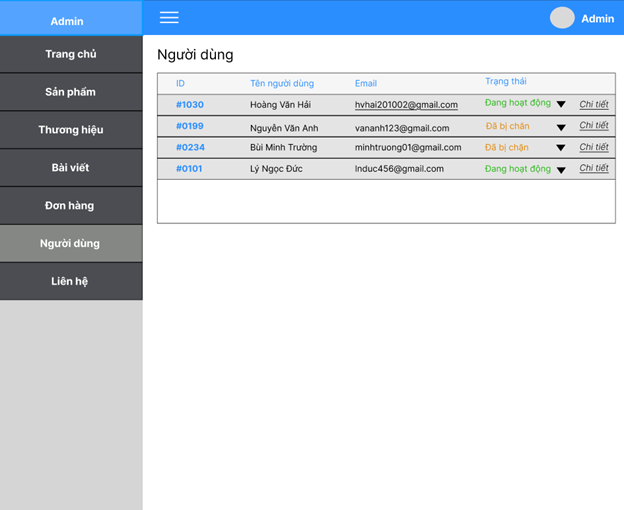 Admin
Admin
Trang chủ
Sản phẩm
Thương hiệu
Bài viết
Đơn hàng
Người dùng
Liên hệ
Người dùng
ID Tên người dùng Email Trạng thái
#1030 Hoàng Văn Hải hvhai201002@gmail.com Đang hoạt động Chi tiết
#0199 Nguyễn Văn Anh vananh123@gmail.com Đã bị chặn Chi tiết
#0234 Bùi Minh Trường minhtruong01@gmail.com Đã bị chặn Chi tiết
#0101 Lý Ngọc Đức lnduc456@gmail.com Đang hoạt động Chi tiết